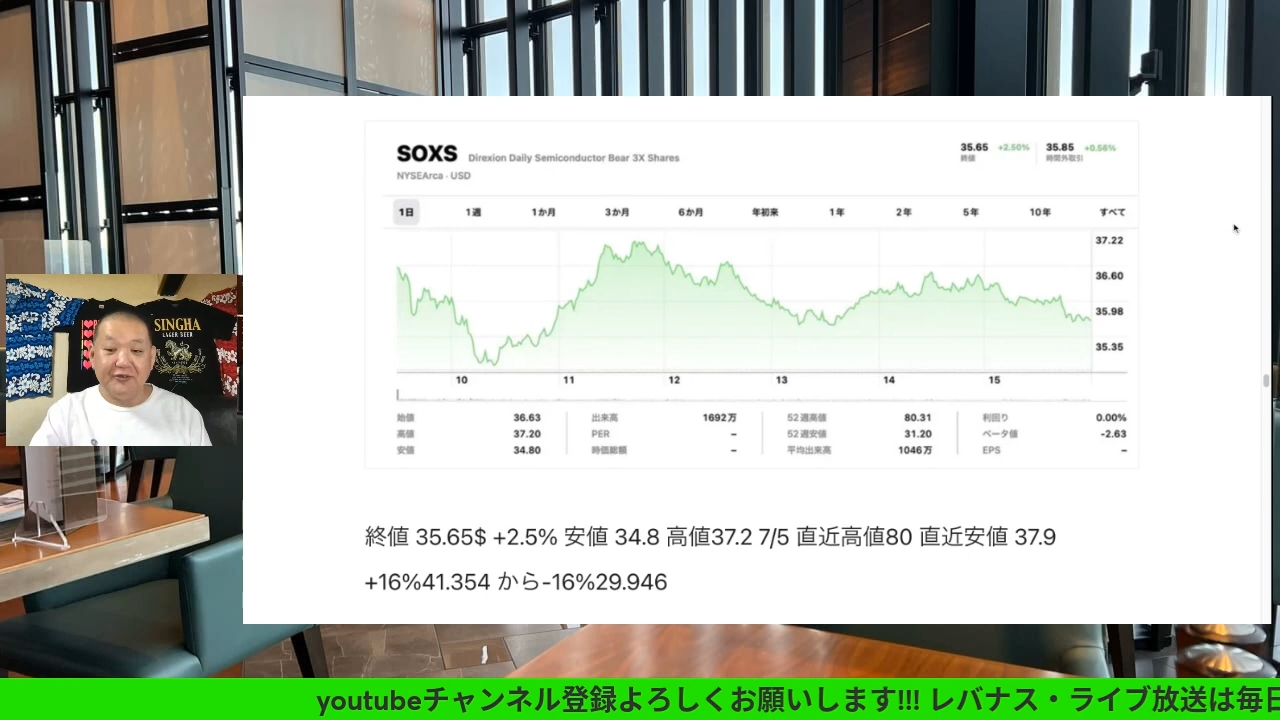 SOXS Direxion Daily Semiconductor Bear 3X Shares
NYSEArca · USD
35.65 +2.50% 35.85 +0.56%
終値 時間外取引
1日 1週 1か月 3か月 6か月 年初来 1年 2年 5年 10年 すべて
37.22
36.60
35.98
35.35
10 11 12 13 14 15
始値 36.63 出来高 1692万 52週高値 80.31 利回り 0.00%
高値 37.20 PER – 52週安値 31.20 ベータ値 -2.63
安値 34.80 時価総額 – 平均出来高 1046万 EPS –
SINGHA
LAGER BEER
終値 35.65$ +2.5% 安値 34.8 高値37.2 7/5 直近高値80 直近安値 37.9
+16%41.354 から-16%29.946
youtubeチャンネル登録よろしくお願いします!!! レバナス・ライブ放送は毎日